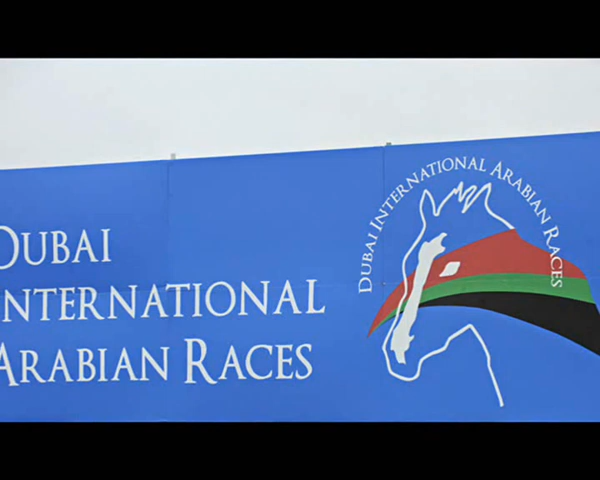 DUBAI
INTERNATIONAL
ARABIAN RACES
DUBAI INTERNATIONAL ARABIAN RACES